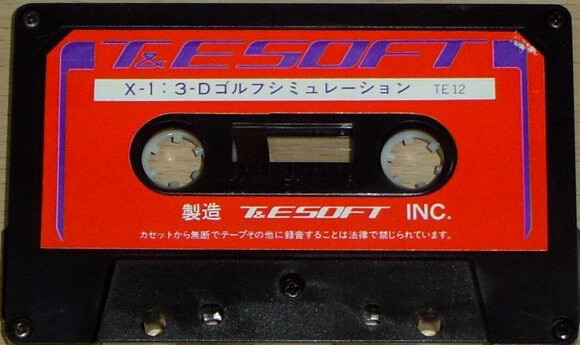 T&ESOFT
X-1：3-Dゴルフシミュレーション TE12
製造 T&ESOFT INC.
カセットから無断でテープその他に録音することは法律で禁じられています。